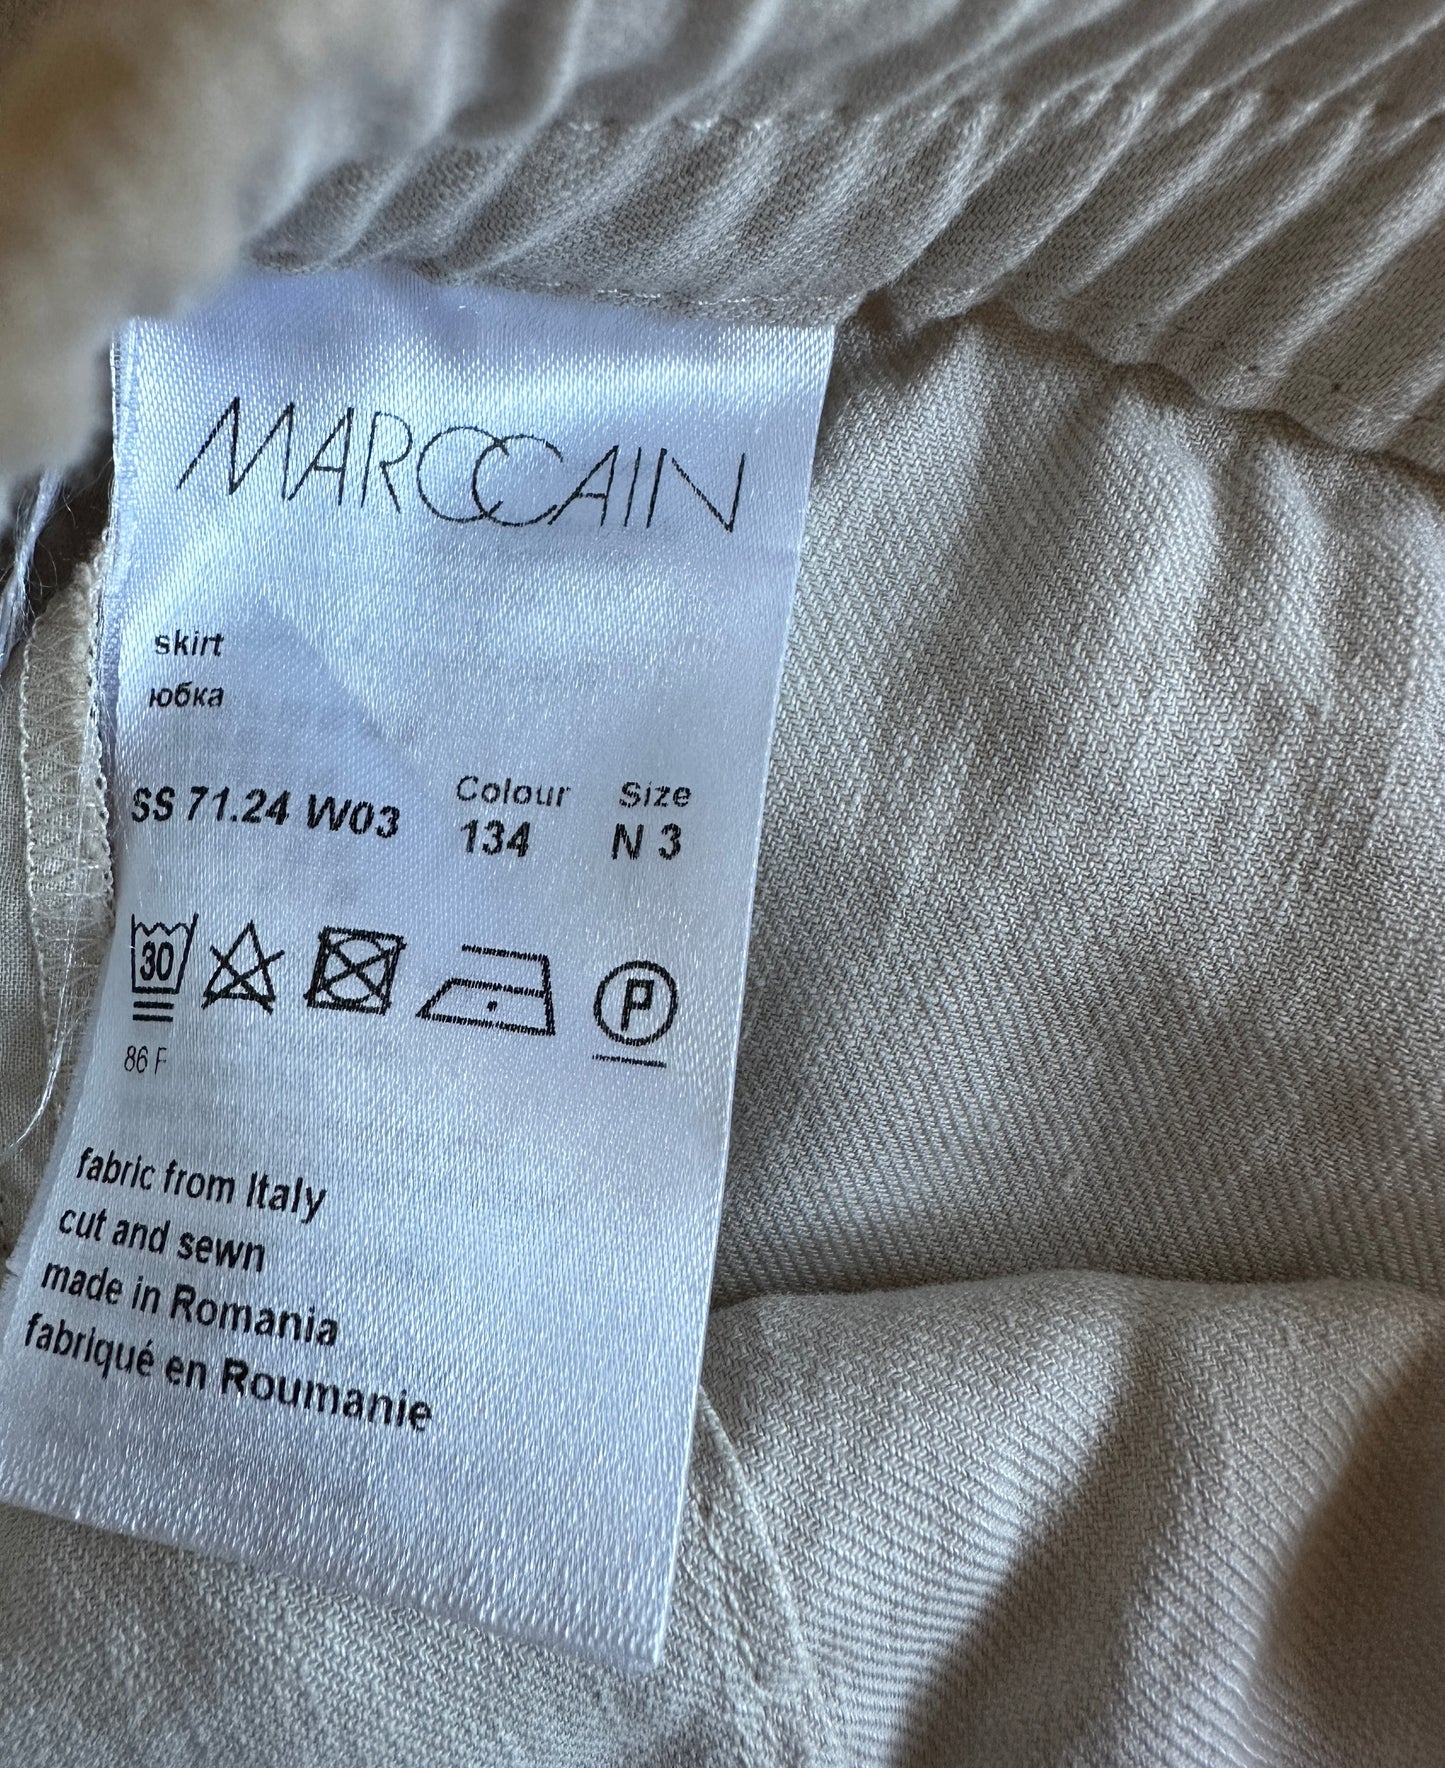 MARCCAIN
skirt
юбка
Colour Size
SS 71.24 W03 134 N 3
30 P
86 F
fabric from Italy
cut and sewn
made in Romania
fabriqué en Roumanie